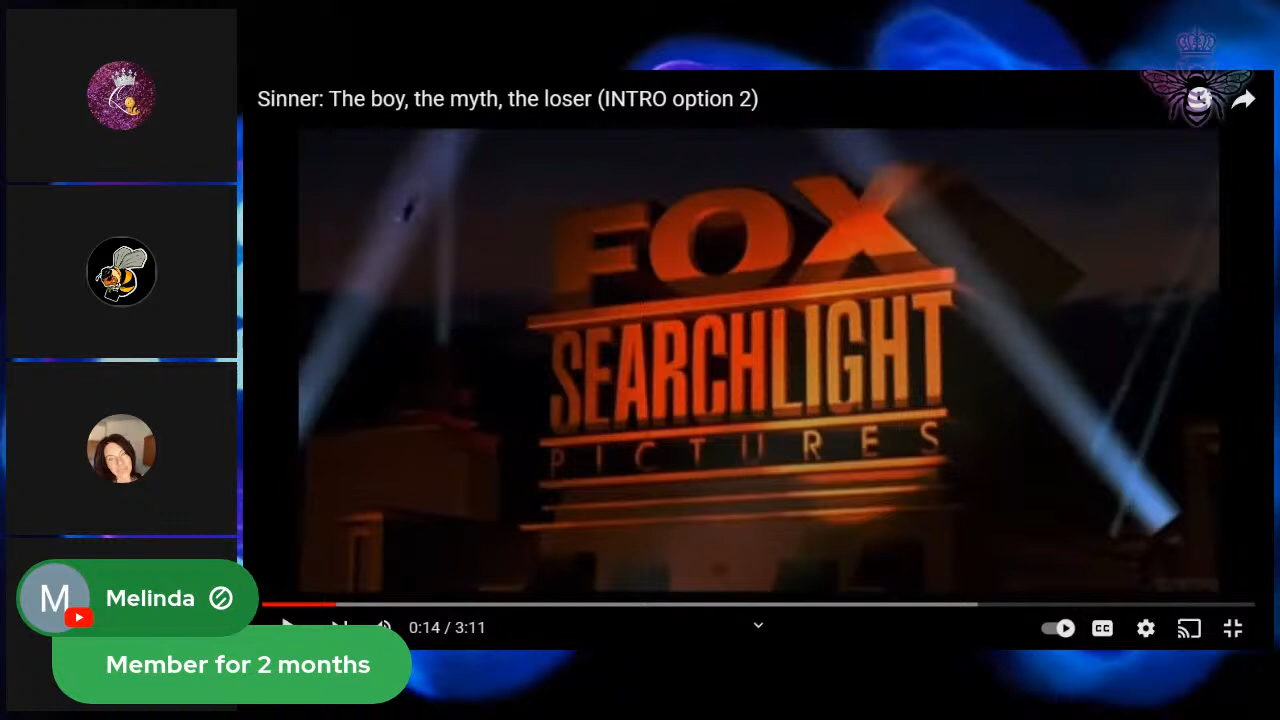 Sinner: The boy, the myth, the loser (INTRO option 2)
FOX
SEARCHLIGHT
PICTURES
M
Melinda
0:14 / 3:11
CC
Member for 2 months